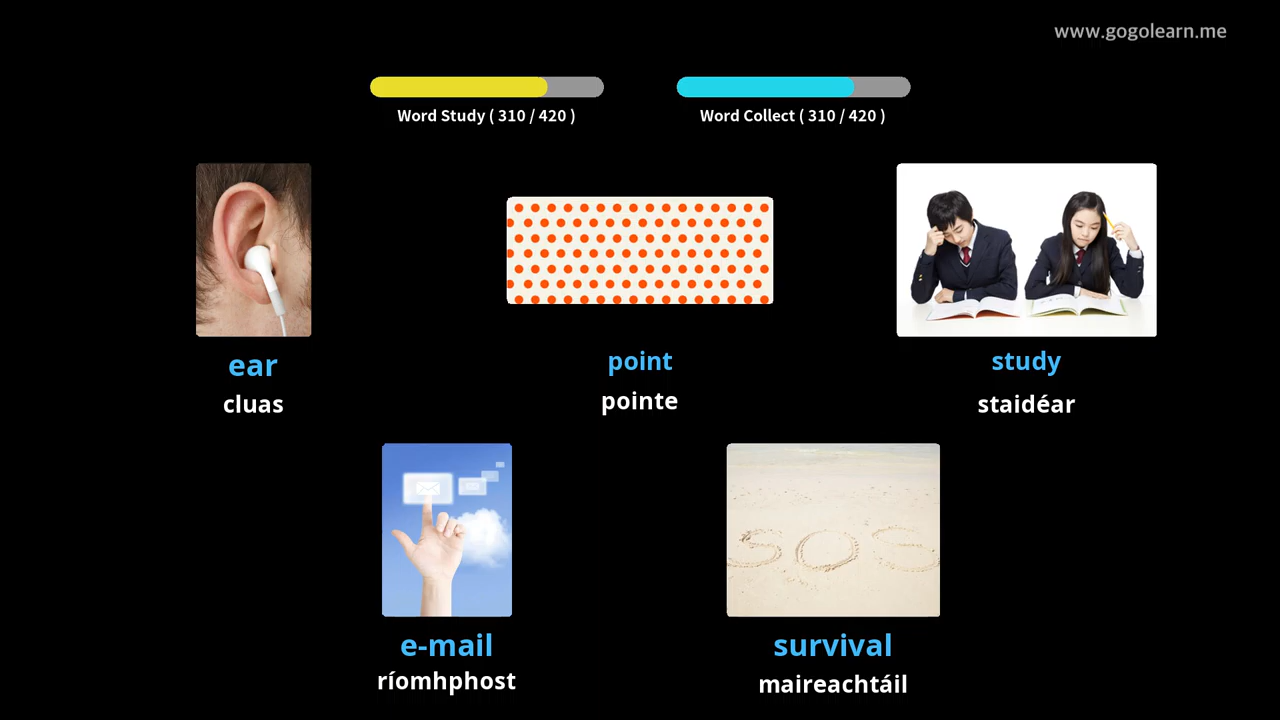 www.gogolearn.me
Word Study ( 310 / 420 )
Word Collect ( 310 / 420 )
ear
cluas
point
pointe
study
staidéar
SOS
e-mail
ríomhphost
survival
maireachtáil